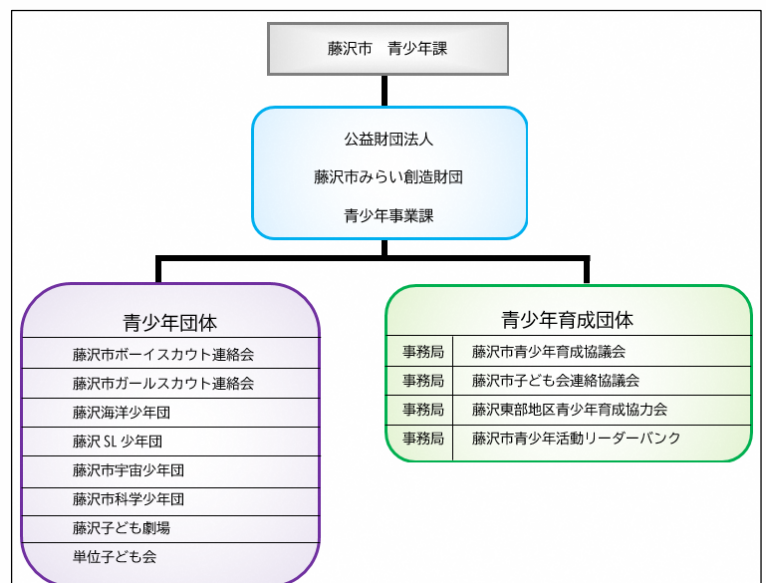 藤沢市　青少年課
公益財団法人
藤沢市みらい創造財団
青少年事業課
青少年団体
藤沢市ボーイスカウト連絡会
藤沢市ガールスカウト連絡会
藤沢海洋少年団
藤沢 SL 少年団
藤沢市宇宙少年団
藤沢市科学少年団
藤沢子ども劇場
単位子ども会
青少年育成団体
事務局　藤沢市青少年育成協議会
事務局　藤沢市子ども会連絡協議会
事務局　藤沢東部地区青少年育成協力会
事務局　藤沢市青少年活動リーダーバンク